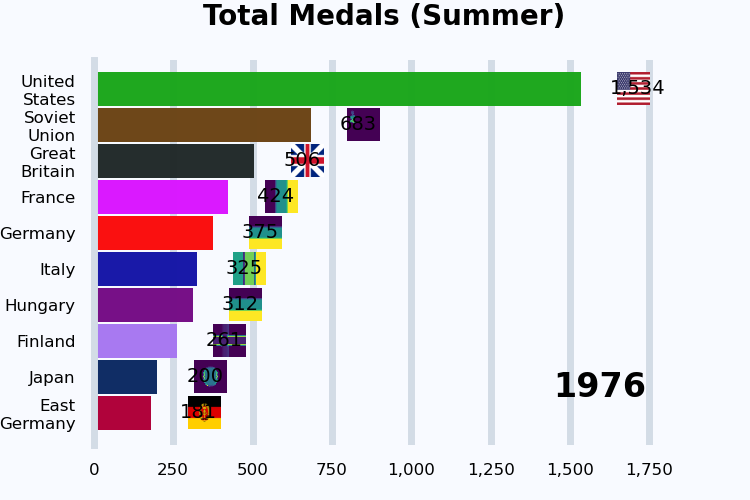 Total Medals (Summer)
United
States
1,534
Soviet
Union
683
Great
Britain
506
France
424
Germany
375
Italy
325
Hungary
312
Finland
261
Japan
200
1976
East
Germany
181
0 250 500 750 1,000 1,250 1,500 1,750